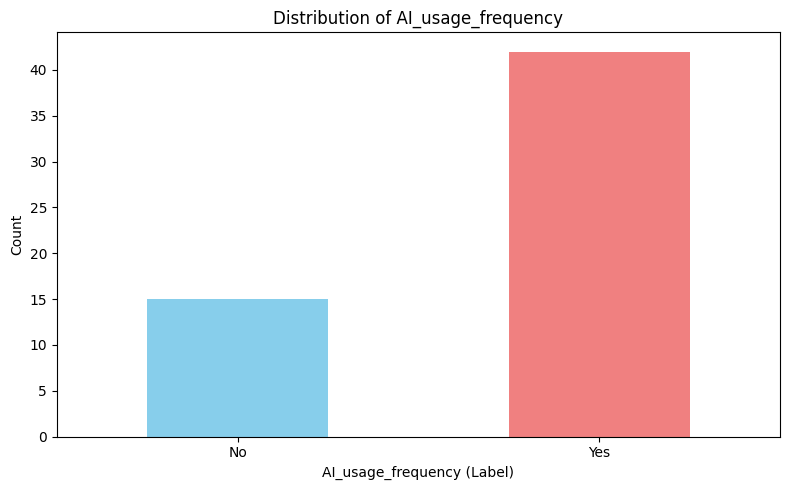 Distribution of AI_usage_frequency
Count
40
35
30
25
20
15
10
5
0
No
Yes
AI_usage_frequency (Label)